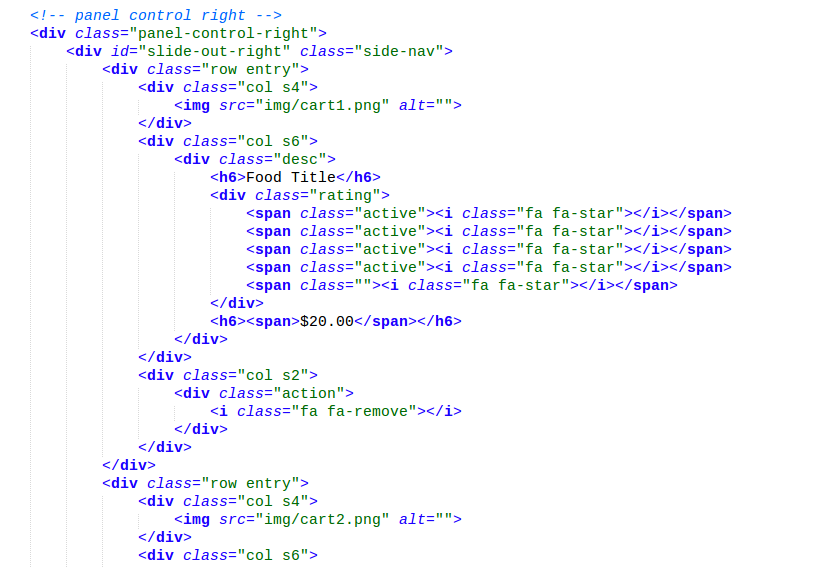 <!-- panel control right -->
<div class="panel-control-right">
    <div id="slide-out-right" class="side-nav">
        <div class="row entry">
            <div class="col s4">
                <img src="img/cart1.png" alt="">
            </div>
            <div class="col s6">
                <div class="desc">
                    <h6>Food Title</h6>
                    <div class="rating">
                        <span class="active"><i class="fa fa-star"></i></span>
                        <span class="active"><i class="fa fa-star"></i></span>
                        <span class="active"><i class="fa fa-star"></i></span>
                        <span class="active"><i class="fa fa-star"></i></span>
                        <span class=""><i class="fa fa-star"></i></span>
                    </div>
                    <h6><span>$20.00</span></h6>
                </div>
            </div>
            <div class="col s2">
                <div class="action">
                    <i class="fa fa-remove"></i>
                </div>
            </div>
        </div>
        <div class="row entry">
            <div class="col s4">
                <img src="img/cart2.png" alt="">
            </div>
            <div class="col s6">